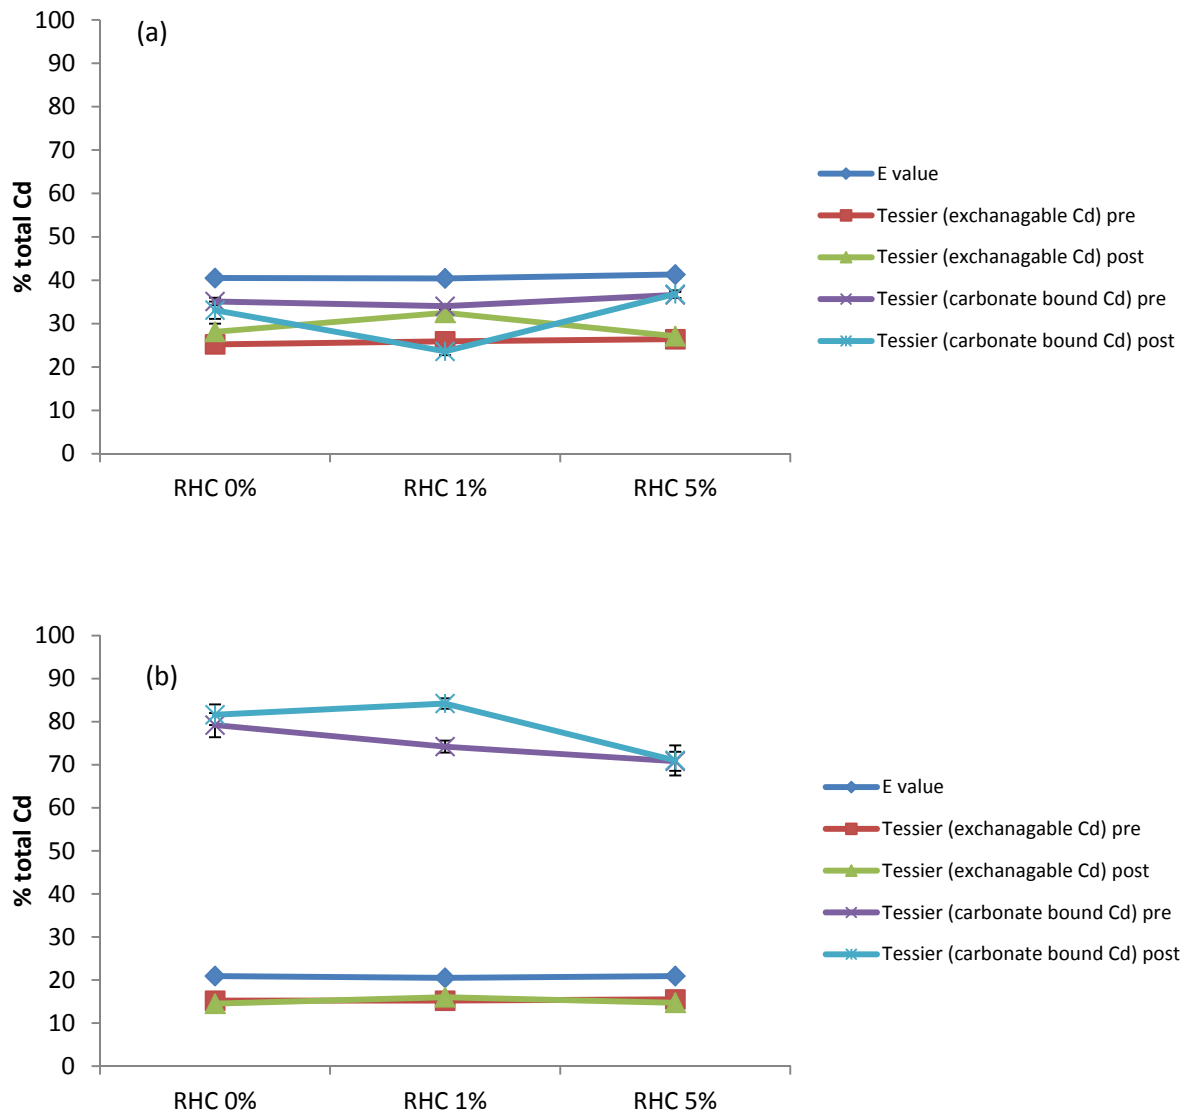 (a)
% total Cd
100
90
80
70
60
50
40
30
20
10
0
RHC 0%
RHC 1%
RHC 5%
E value
Tessier (exchanagable Cd) pre
Tessier (exchanagable Cd) post
Tessier (carbonate bound Cd) pre
Tessier (carbonate bound Cd) post
(b)
% total Cd
100
90
80
70
60
50
40
30
20
10
0
RHC 0%
RHC 1%
RHC 5%
E value
Tessier (exchanagable Cd) pre
Tessier (exchanagable Cd) post
Tessier (carbonate bound Cd) pre
Tessier (carbonate bound Cd) post